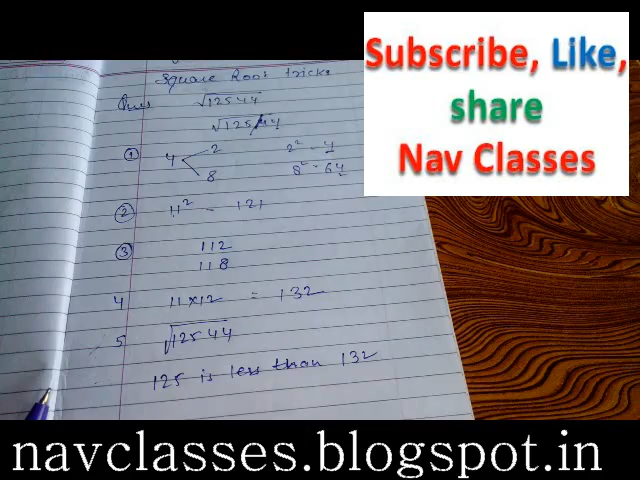 Square Root tricks
Ques √12544
√125/44
① 4 2 2² - 4
8 8² - 64
② 11² - 121
③ 112
118
4 11×12 = 132
5 √12544
125 is less than 132
Subscribe, Like,
share
Nav Classes
navclasses.blogspot.in